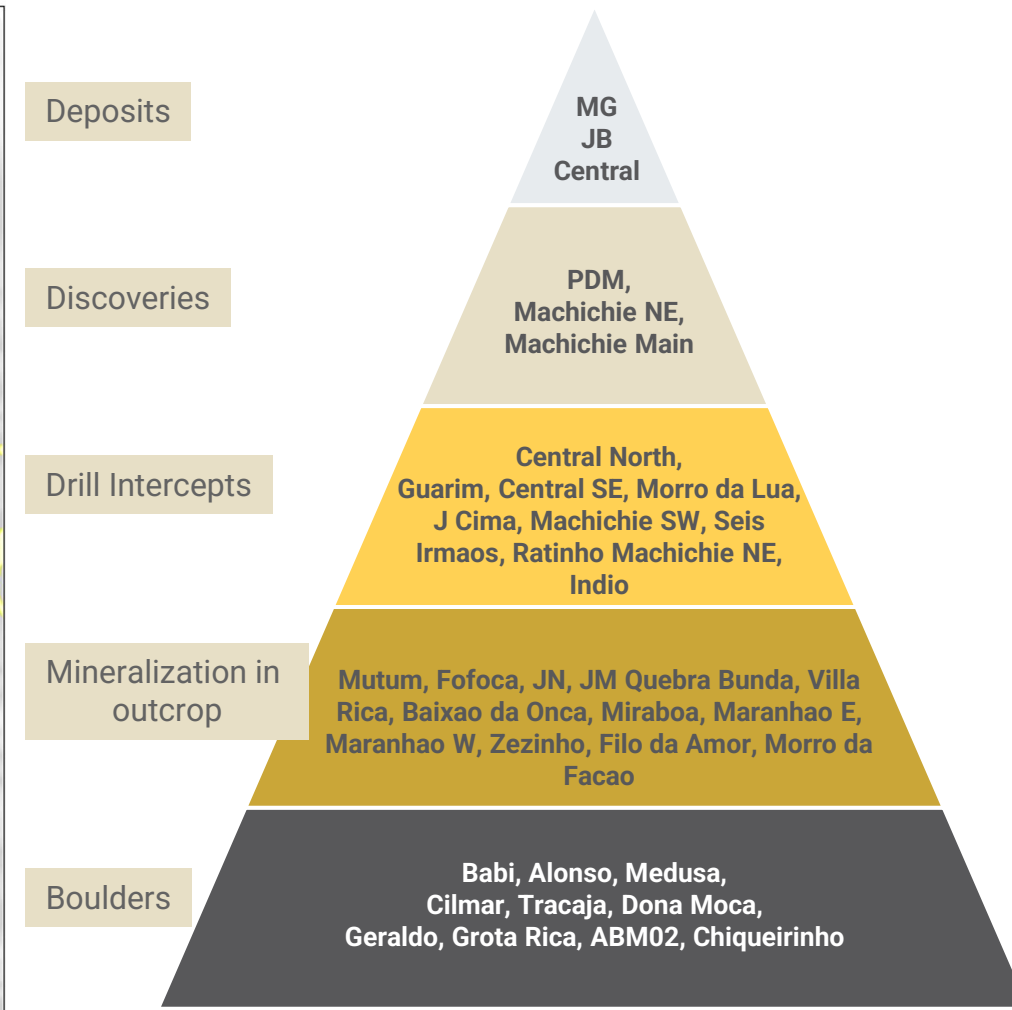 Deposits
MG
JB
Central
Discoveries
PDM,
Machichie NE,
Machichie Main
Drill Intercepts
Central North,
Guarim, Central SE, Morro da Lua,
J Cima, Machichie SW, Seis
Irmaos, Ratinho Machichie NE,
Indio
Mineralization in
outcrop
Mutum, Fofoca, JN, JM Quebra Bunda, Villa
Rica, Baixao da Onca, Miraboa, Maranhao E,
Maranhao W, Zezinho, Filo da Amor, Morro da
Facao
Boulders
Babi, Alonso, Medusa,
Cilmar, Tracaja, Dona Moca,
Geraldo, Grota Rica, ABM02, Chiqueirinho